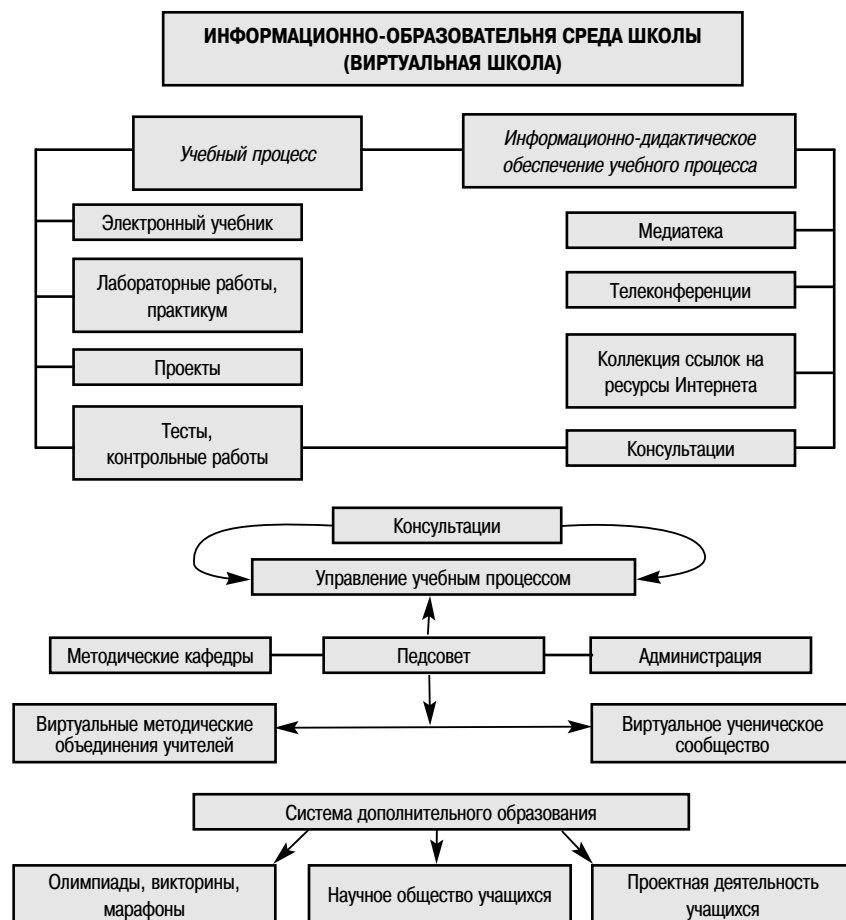 ИНФОРМАЦИОННО-ОБРАЗОВАТЕЛЬНЯ СРЕДА ШКОЛЫ
(ВИРТУАЛЬНАЯ ШКОЛА)
Учебный процесс
Информационно-дидактическое
обеспечение учебного процесса
Электронный учебник
Лабораторные работы,
практикум
Проекты
Тесты,
контрольные работы
Медиатека
Телеконференции
Коллекция ссылок на
ресурсы Интернета
Консультации
Консультации
Управление учебным процессом
Методические кафедры
Педсовет
Администрация
Виртуальные методические
объединения учителей
Виртуальное ученическое
сообщество
Система дополнительного образования
Олимпиады, викторины,
марафоны
Научное общество учащихся
Проектная деятельность
учащихся